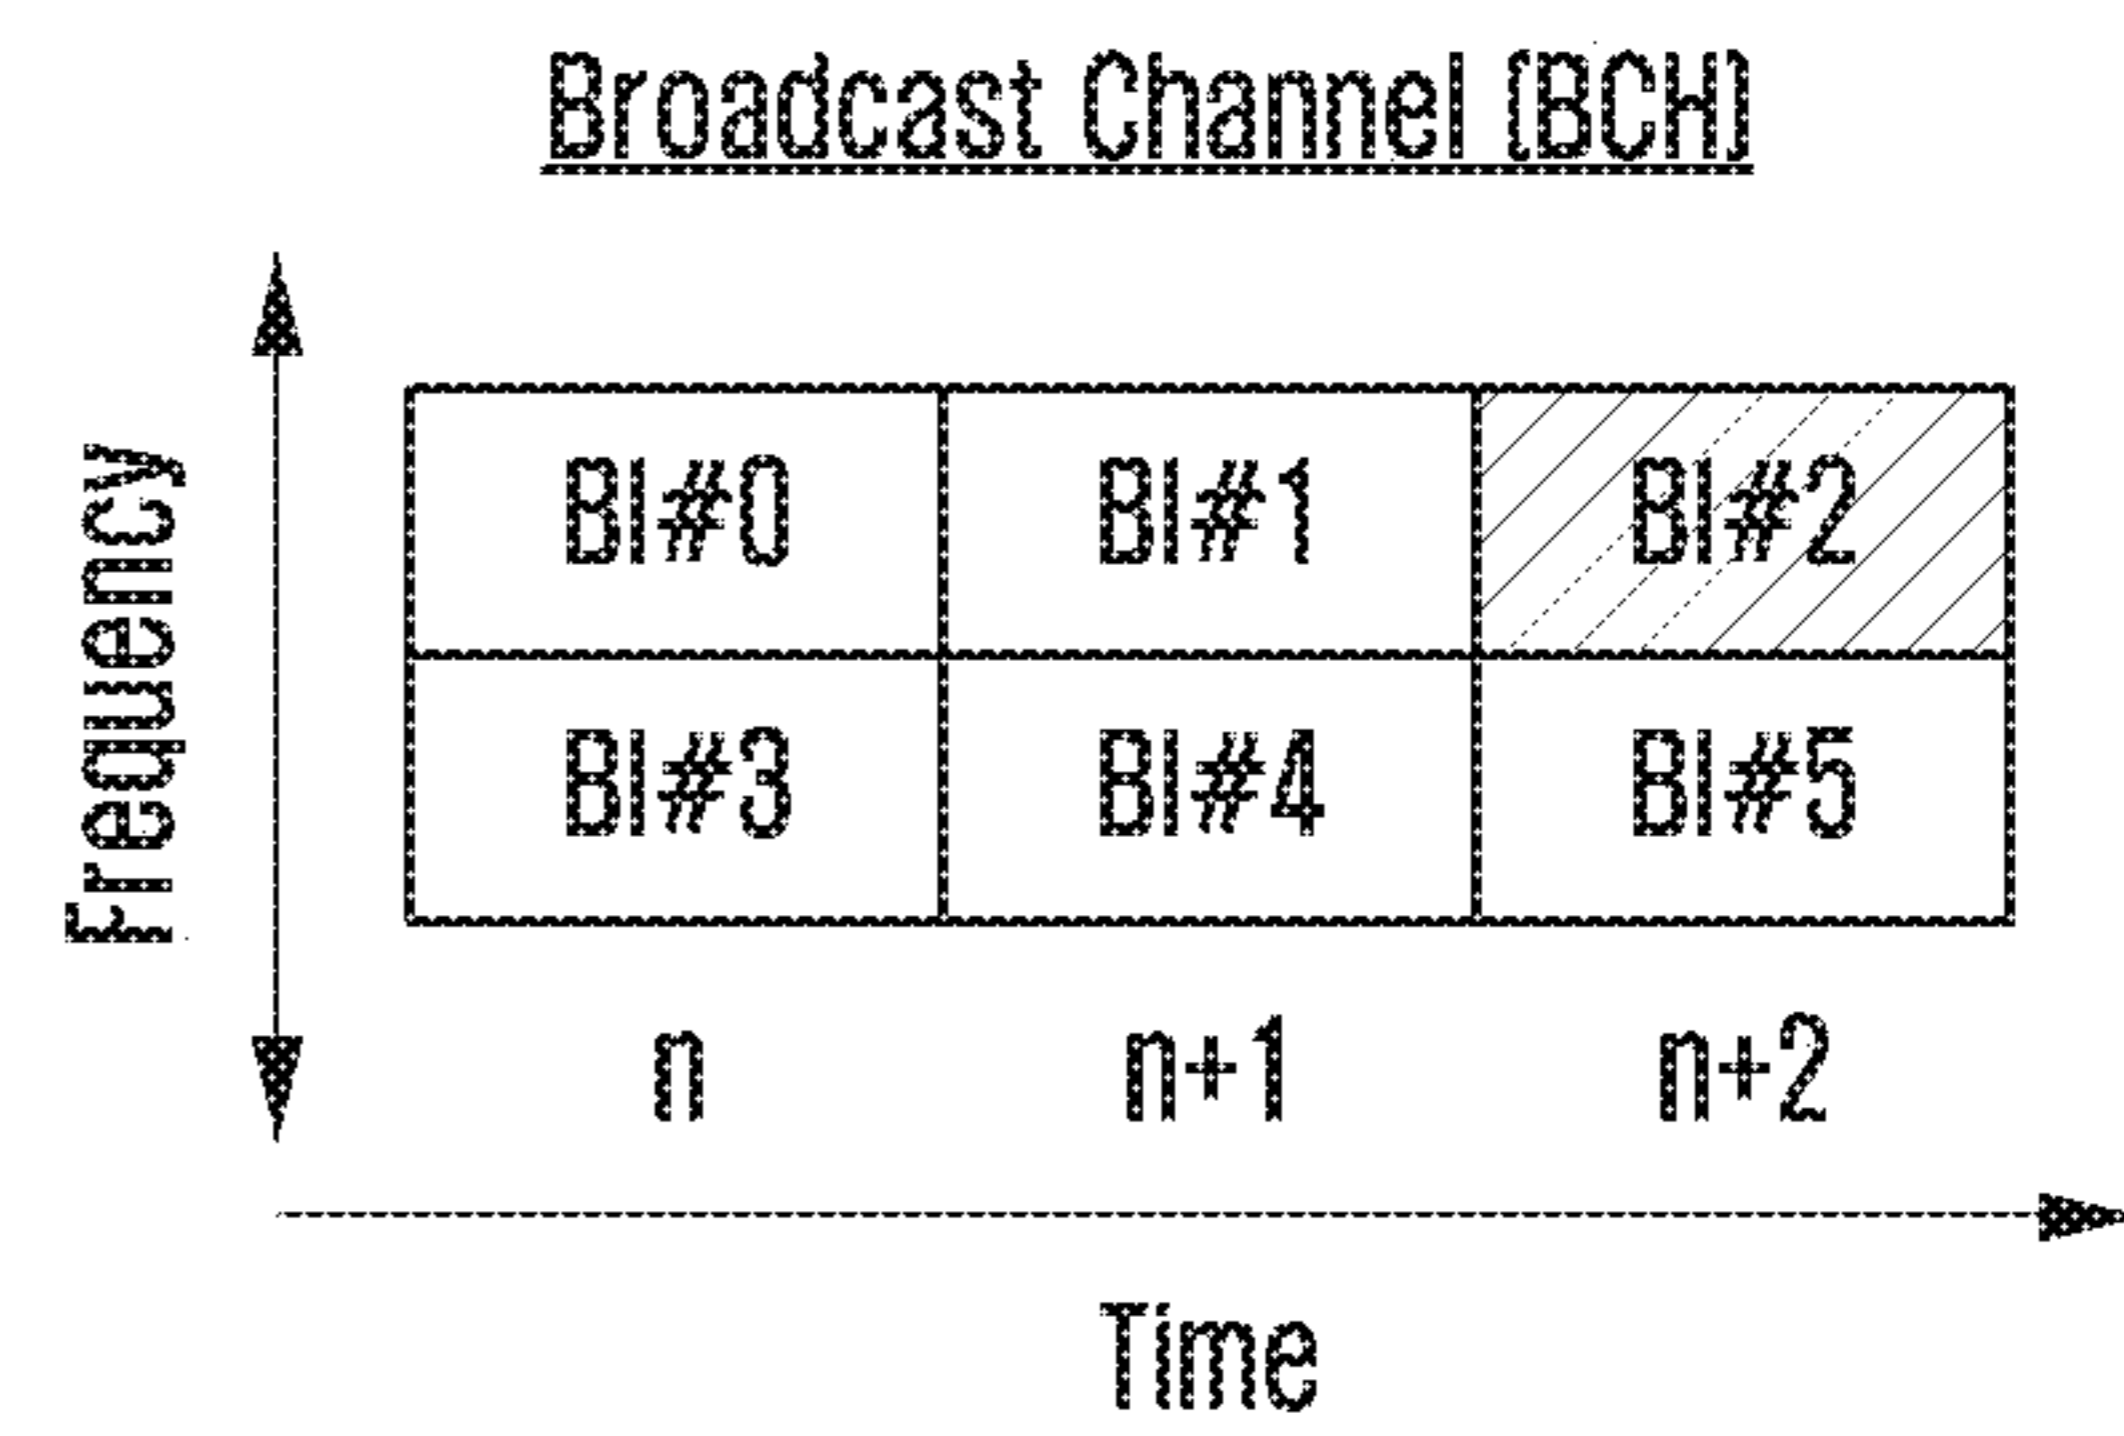 Broadcast Channel (BCH)
Frequency
BI#0 BI#1 BI#2
BI#3 BI#4 BI#5
n n+1 n+2
Time